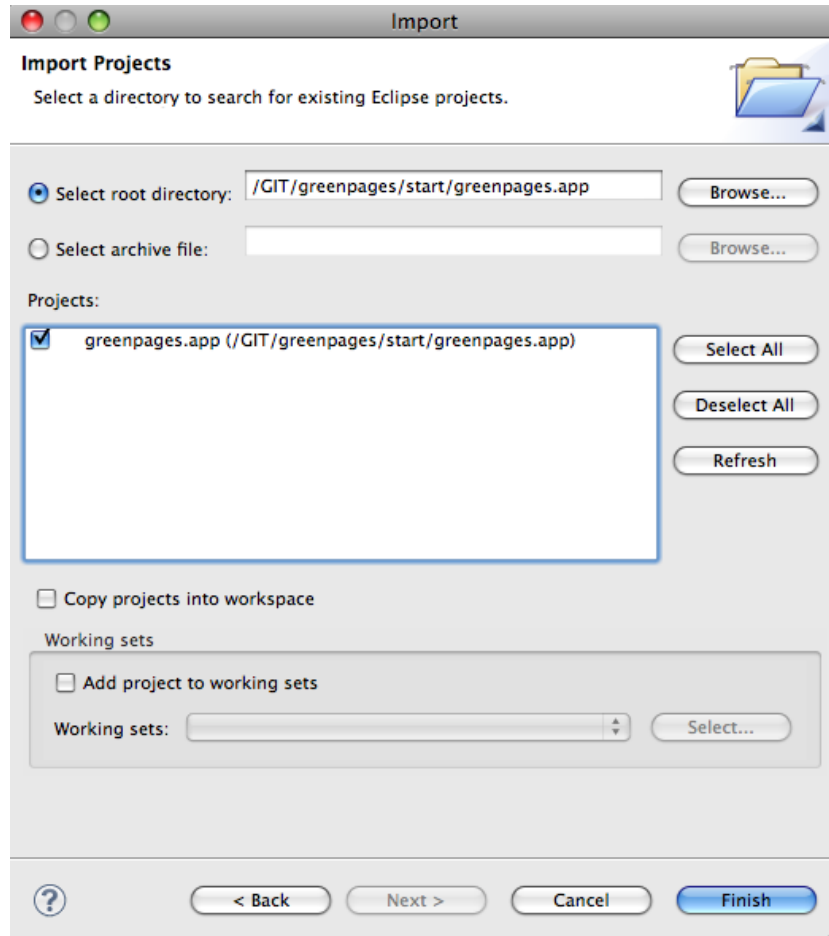 Import
Import Projects
Select a directory to search for existing Eclipse projects.
Select root directory: /GIT/greenpages/start/greenpages.app Browse...
Select archive file: Browse...
Projects:
greenpages.app (/GIT/greenpages/start/greenpages.app)
Select All
Deselect All
Refresh
Copy projects into workspace
Working sets
Add project to working sets
Working sets: Select...
? < Back Next > Cancel Finish